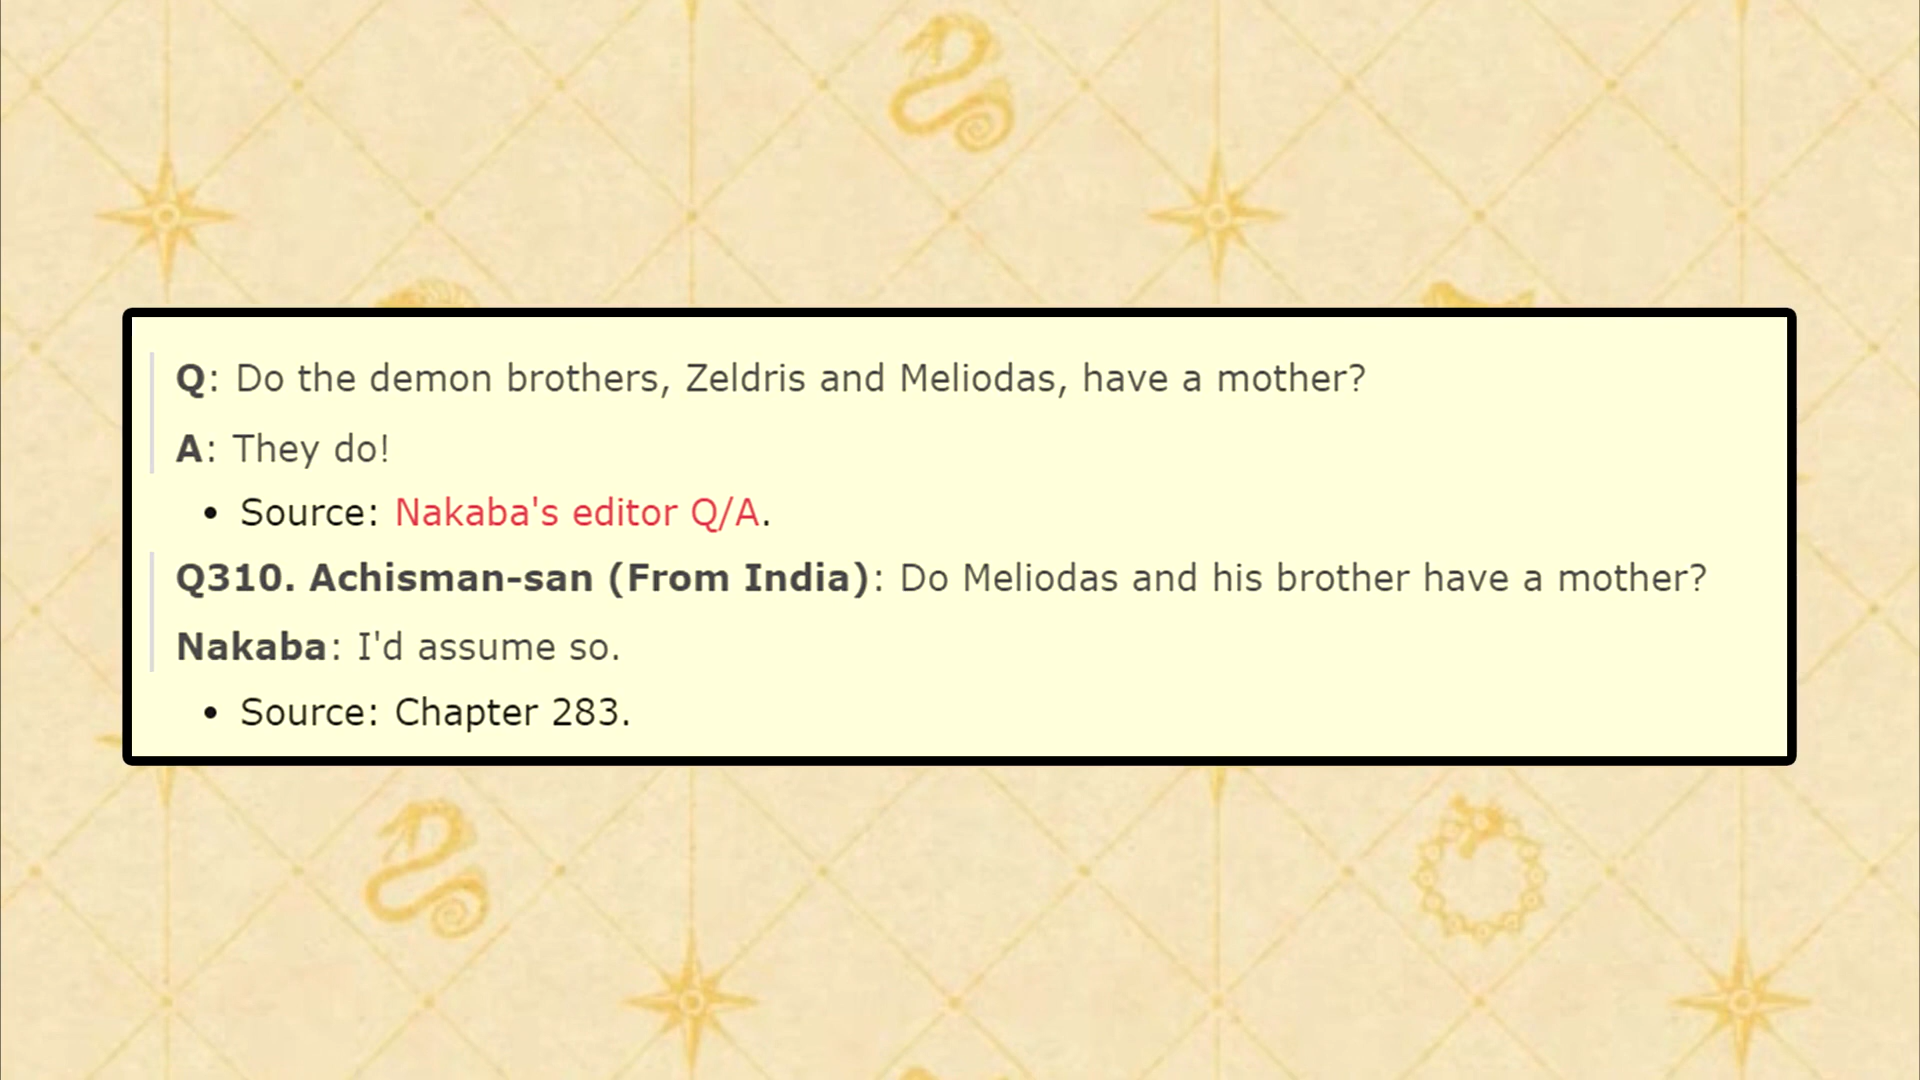 Q: Do the demon brothers, Zeldris and Meliodas, have a mother?
A: They do!
• Source: Nakaba's editor Q/A.
Q310. Achisman-san (From India): Do Meliodas and his brother have a mother?
Nakaba: I'd assume so.
• Source: Chapter 283.